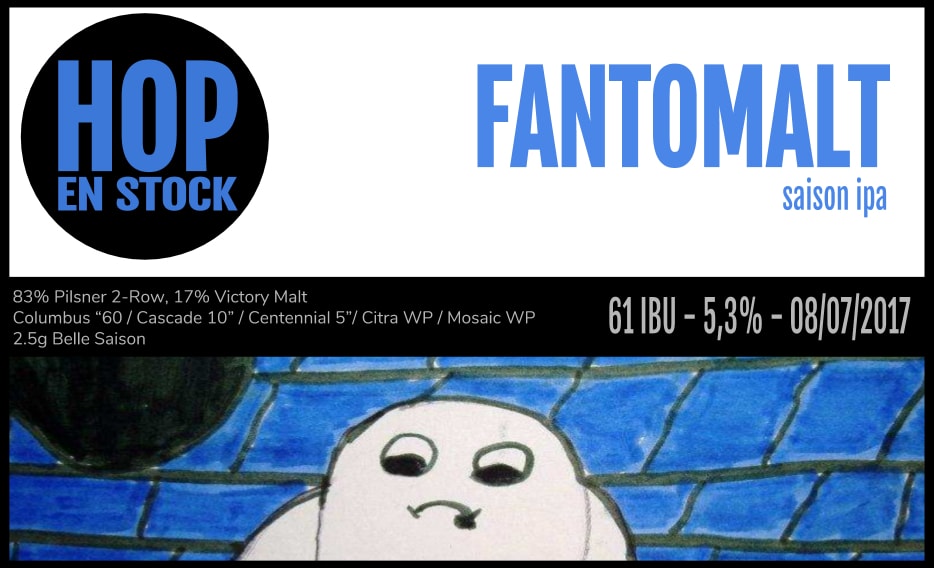 HOP
EN STOCK
FANTOMALT
saison ipa
83% Pilsner 2-Row, 17% Victory Malt
Columbus “60 / Cascade 10” / Centennial 5”/ Citra WP / Mosaic WP
2.5g Belle Saison
61 IBU - 5,3% - 08/07/2017